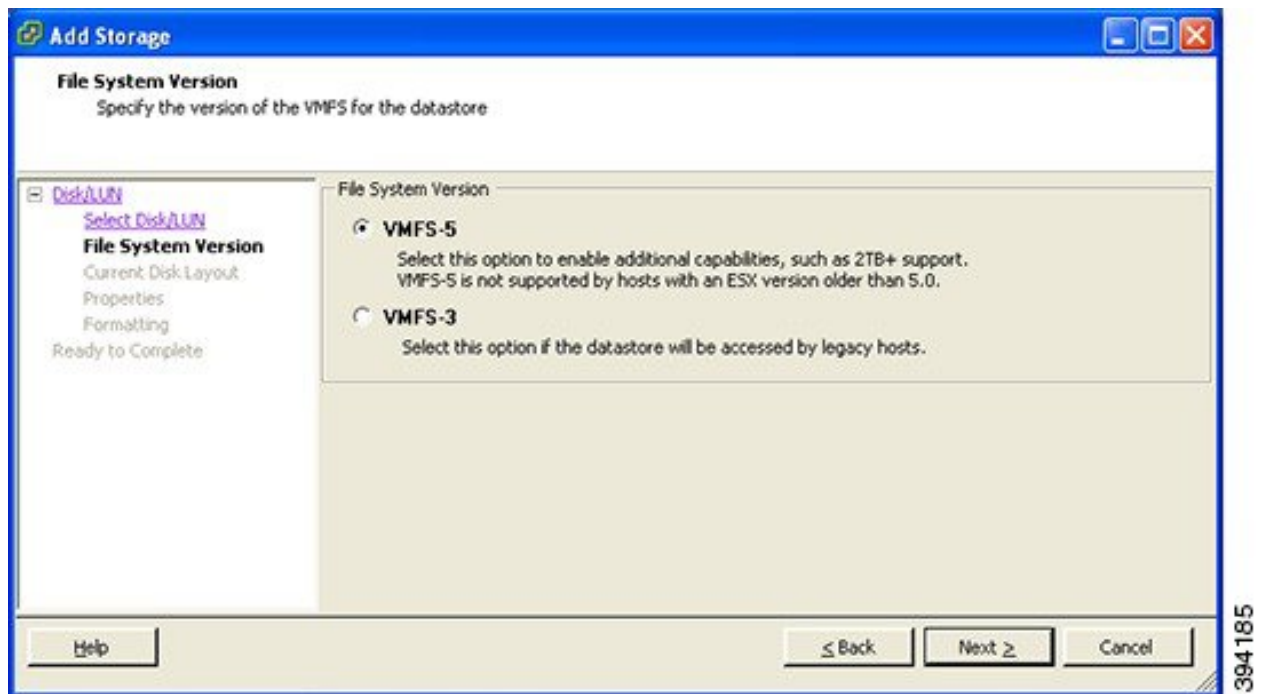 Add Storage
File System Version
Specify the version of the VMFS for the datastore
Disk/LUN
Select Disk/LUN
File System Version
Current Disk Layout
Properties
Formatting
Ready to Complete
File System Version
VMFS-5
Select this option to enable additional capabilities, such as 2TB+ support.
VMFS-5 is not supported by hosts with an ESX version older than 5.0.
VMFS-3
Select this option if the datastore will be accessed by legacy hosts.
Help
≤ Back
Next ≥
Cancel
394185